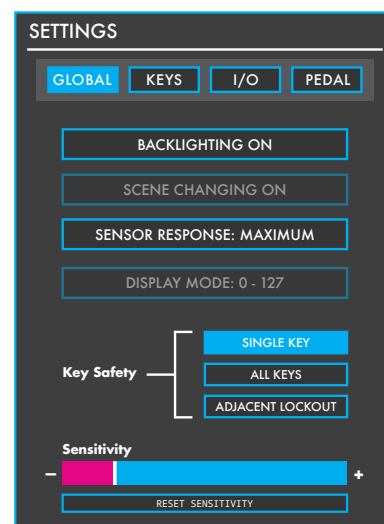 SETTINGS
GLOBAL KEYS I/O PEDAL
BACKLIGHTING ON
SCENE CHANGING ON
SENSOR RESPONSE: MAXIMUM
DISPLAY MODE: 0 - 127
SINGLE KEY
Key Safety
ALL KEYS
ADJACENT LOCKOUT
Sensitivity
– +
RESET SENSITIVITY